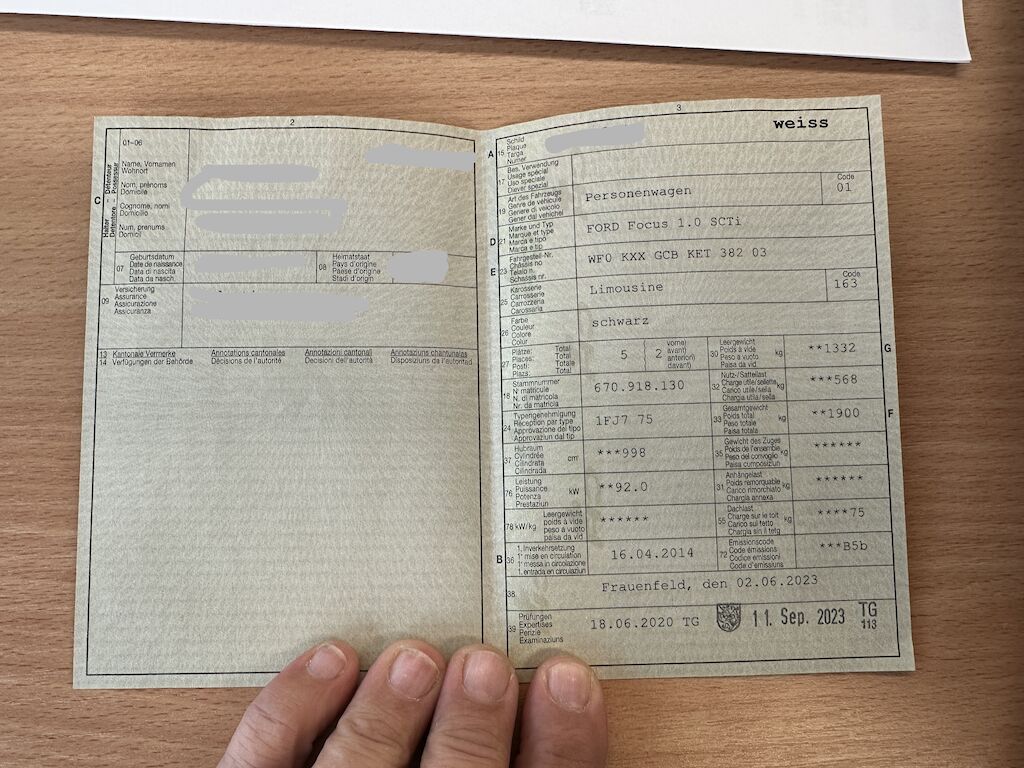 2
01–06
Name, Vornamen
Wohnort
Nom, prénoms
Domicile
Cognome, nomi
Domicilio
Num, prenums
Domicil
C
Halter – Détenteur
Detentore – Possessur
07
Geburtsdatum
Date de naissance
Data di nascita
Data da nasch.
08
Heimatstaat
Pays d'origine
Paese d'origine
Stadi d'origin
09
Versicherung
Assurance
Assicurazione
Assicuranza
13 Kantonale Vermerke Annotations cantonales Annotazioni cantonali Annotaziuns chantunalas
14 Verfügungen der Behörde Décisions de l'autorité Decisioni dell'autorità Disposiziuns da l'autoritad
3
A 15
Schild
Plaque
Targa
Numer
weiss
17
Bes. Verwendung
Usage spécial
Uso speciale
Diever spezial
19
Art des Fahrzeugs
Genre de véhicule
Genere di veicolo
Gener dal vehichel
Personenwagen
Code
01
D 21
Marke und Typ
Marque et type
Marca e tipo
Marca e tip
FORD Focus 1.0 SCTi
E 23
Fahrgestell-Nr.
Châssis no
Telaio n.
Schassis nr.
WF0 KXX GCB KET 382 03
25
Karosserie
Carrosserie
Carrozzeria
Carossaria
Limousine
Code
163
26
Farbe
Couleur
Colore
Colur
schwarz
27
Plätze: Total
Places: Total
Posti: Totale
Plazs: Total
5
2
vorne)
avant)
anteriori)
davant)
30
Leergewicht
Poids à vide
Peso a vuoto
Paisa da vid
kg
**1332
G
18
Stammnummer
N° matricule
N. di matricola
Nr. da matricla
670.918.130
32
Nutz-/Sattellast
Charge utile/sellette
Carico utile/sella
Chargia utila/sella
kg
***568
24
Typengenehmigung
Réception par type
Approvazione del tipo
Approvaziun dal tip
1FJ7 75
33
Gesamtgewicht
Poids total
Peso totale
Paisa totala
kg
**1900
F
37
Hubraum
Cylindrée
Cilindrata
Cilindrada
cm³
***998
35
Gewicht des Zuges
Poids de l'ensemble
Peso del convoglio
Paisa cumposiziun
kg
******
76
Leistung
Puissance
Potenza
Prestaziun
kW
**92.0
31
Anhängelast
Poids remorquable
Carico rimorchiato
Chargia annexa
kg
******
78 kW/kg
Leergewicht
poids à vide
peso à vuoto
paisa da vid
******
55
Dachlast
Charge sur le toit
Carico sul tetto
Chargia sin il tetg
kg
****75
B 36
1. Inverkehrsetzung
1re mise en circulation
1a messa in circolazione
1. entrada en circulaziun
16.04.2014
72
Emissionscode
Code émissions
Codice emissioni
Code d'emissiuns
***B5b
38
Frauenfeld, den 02.06.2023
39
Prüfungen
Expertises
Perizie
Examinaziuns
18.06.2020 TG
11. Sep. 2023 TG
113